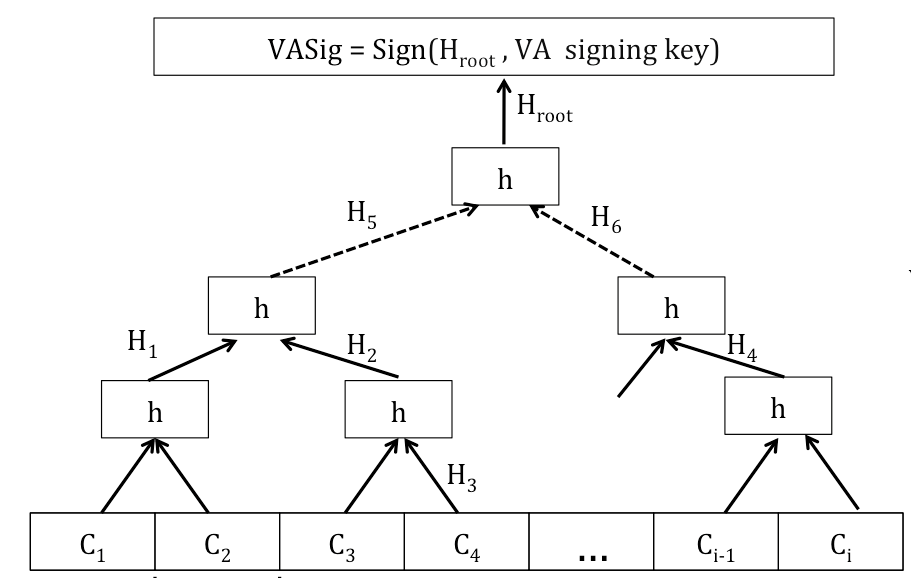 VASig = Sign(H_root , VA signing key)
H_root
h
H_5
H_6
h
h
H_1
H_2
H_4
h
h
h
H_3
C_1
C_2
C_3
C_4
...
C_i-1
C_i